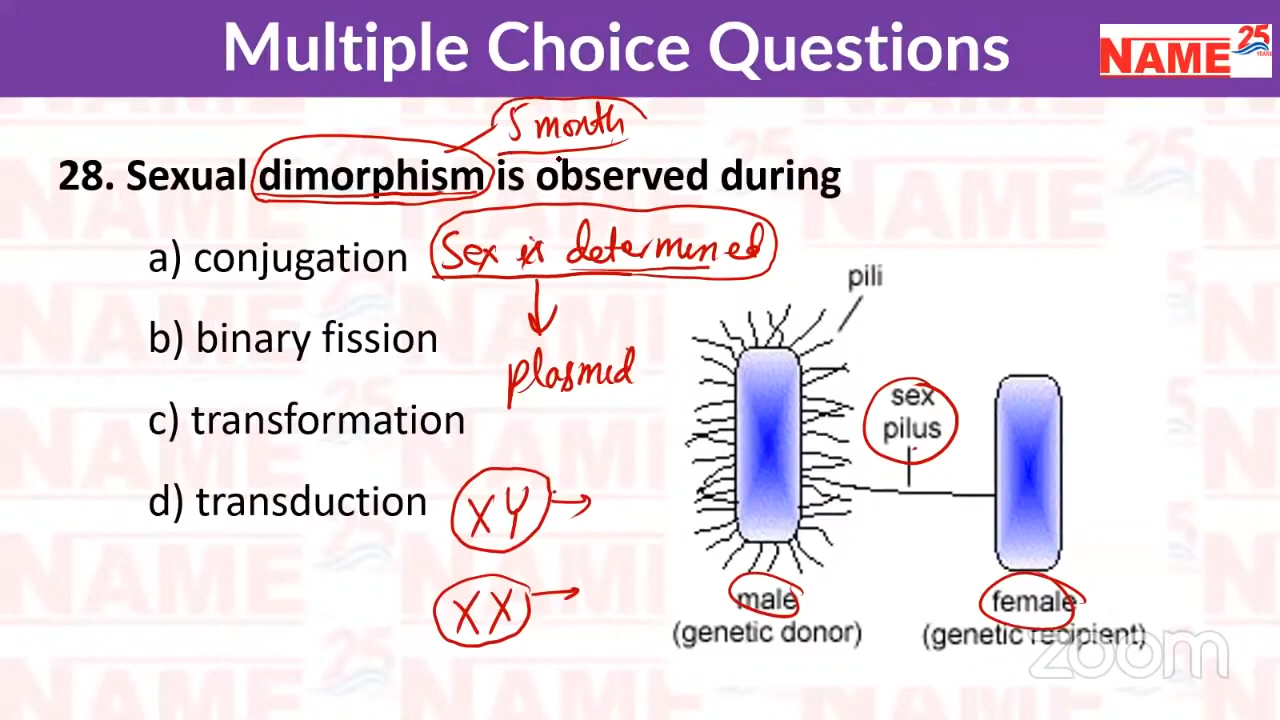 Multiple Choice Questions
NAME 25 YEARS
5 month
28. Sexual dimorphism is observed during
a) conjugation
Sex is determined
b) binary fission
plasmid
c) transformation
d) transduction
XY
XX
pili
sex
pilus
male
(genetic donor)
female
(genetic recipient)
zoom